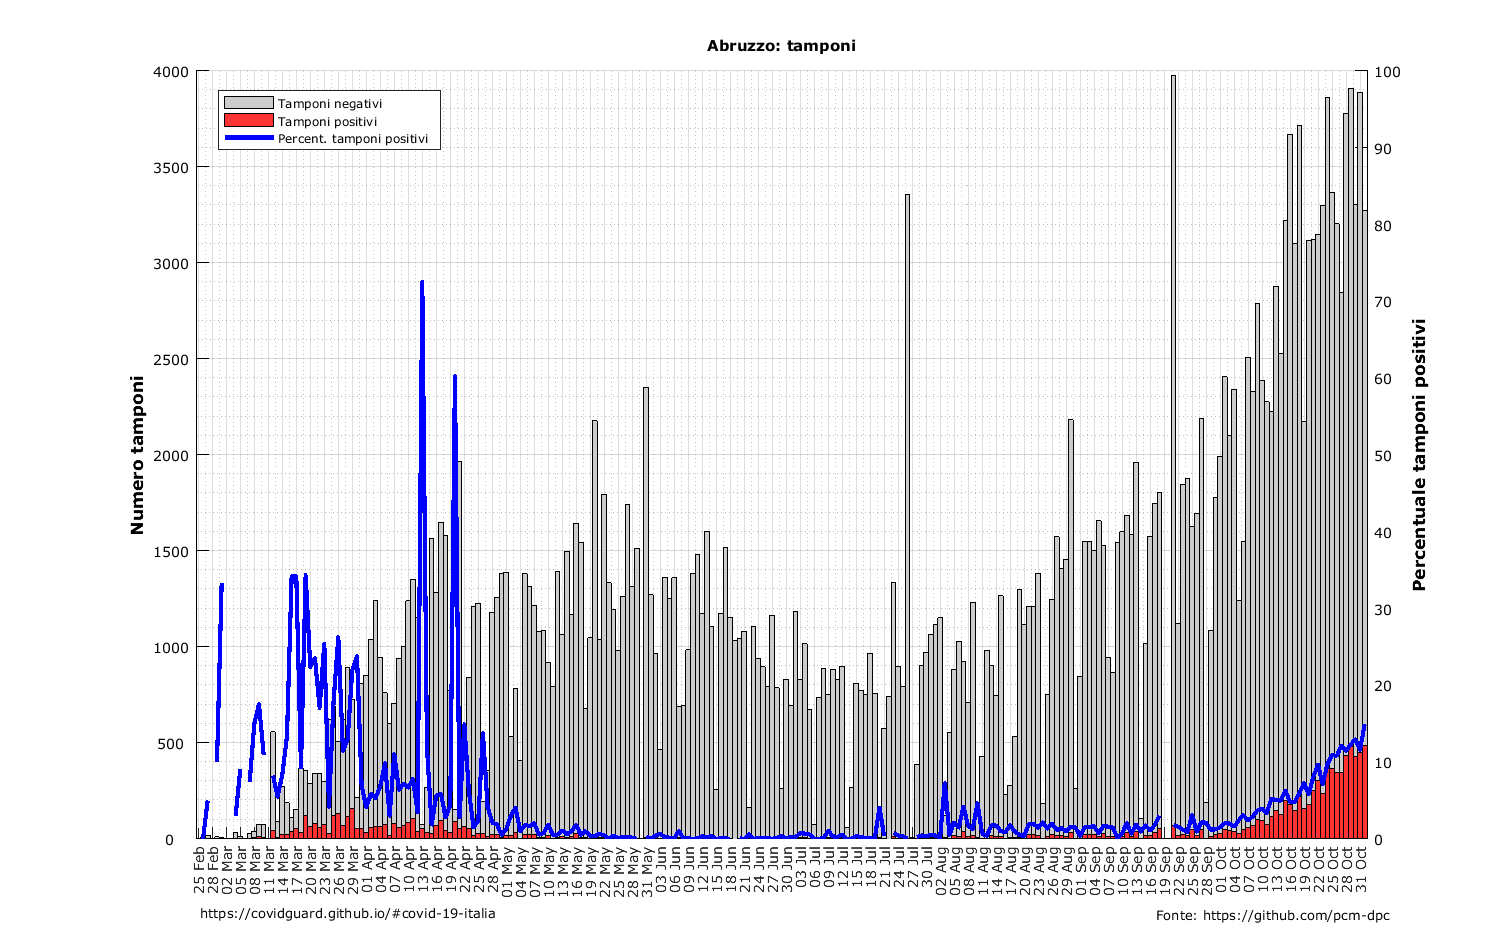 Abruzzo: tamponi
Tamponi negativi
Tamponi positivi
Percent. tamponi positivi
Numero tamponi
4000
3500
3000
2500
2000
1500
1000
500
0
Percentuale tamponi positivi
100
90
80
70
60
50
40
30
20
10
0
25 Feb
28 Feb
02 Mar
05 Mar
08 Mar
11 Mar
14 Mar
17 Mar
20 Mar
23 Mar
26 Mar
29 Mar
01 Apr
04 Apr
07 Apr
10 Apr
13 Apr
16 Apr
19 Apr
22 Apr
25 Apr
28 Apr
01 May
04 May
07 May
10 May
13 May
16 May
19 May
22 May
25 May
28 May
31 May
03 Jun
06 Jun
09 Jun
12 Jun
15 Jun
18 Jun
21 Jun
24 Jun
27 Jun
30 Jun
03 Jul
06 Jul
09 Jul
12 Jul
15 Jul
18 Jul
21 Jul
24 Jul
27 Jul
30 Jul
02 Aug
05 Aug
08 Aug
11 Aug
14 Aug
17 Aug
20 Aug
23 Aug
26 Aug
29 Aug
01 Sep
04 Sep
07 Sep
10 Sep
13 Sep
16 Sep
19 Sep
22 Sep
25 Sep
28 Sep
01 Oct
04 Oct
07 Oct
10 Oct
13 Oct
16 Oct
19 Oct
22 Oct
25 Oct
28 Oct
31 Oct
https://covidguard.github.io/#covid-19-italia
Fonte: https://github.com/pcm-dpc